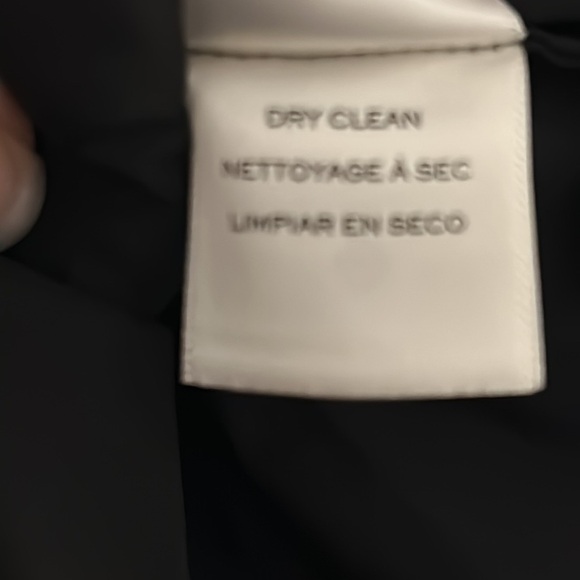 DRY CLEAN
NETTOYAGE À SEC
LIMPIAR EN SECO